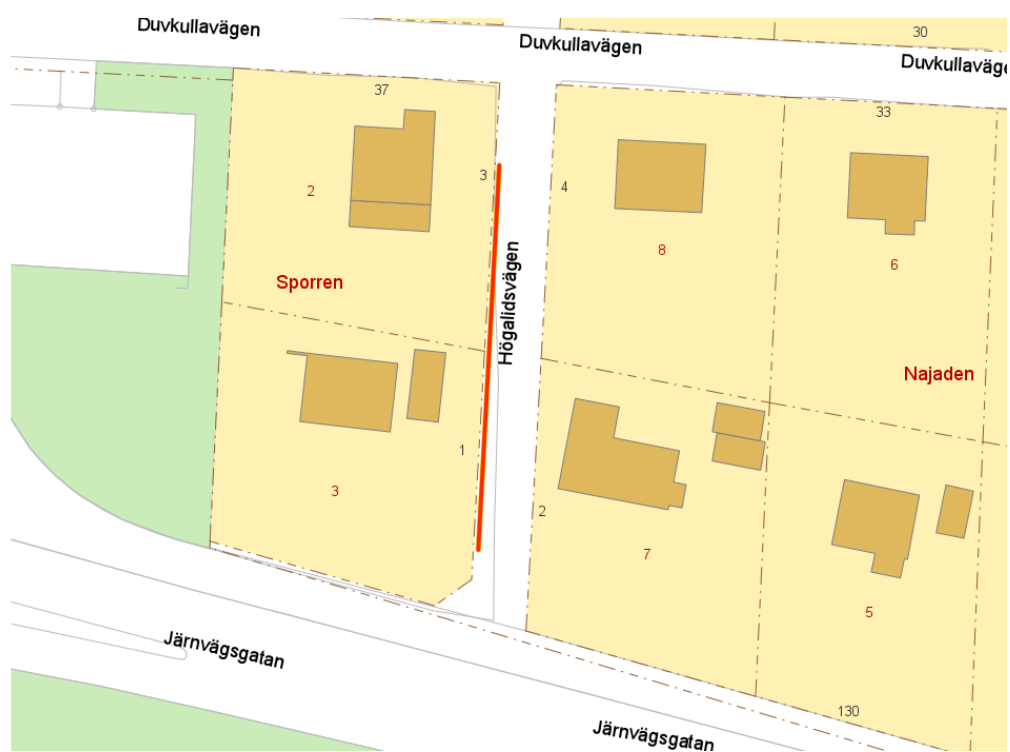 Duvkullavägen
Duvkullavägen
30
Duvkullaväge
37
33
3
4
2
8
6
Sporren
Högalidsvägen
Najaden
1
3
2
7
5
Järnvägsgatan
130
Järnvägsgatan